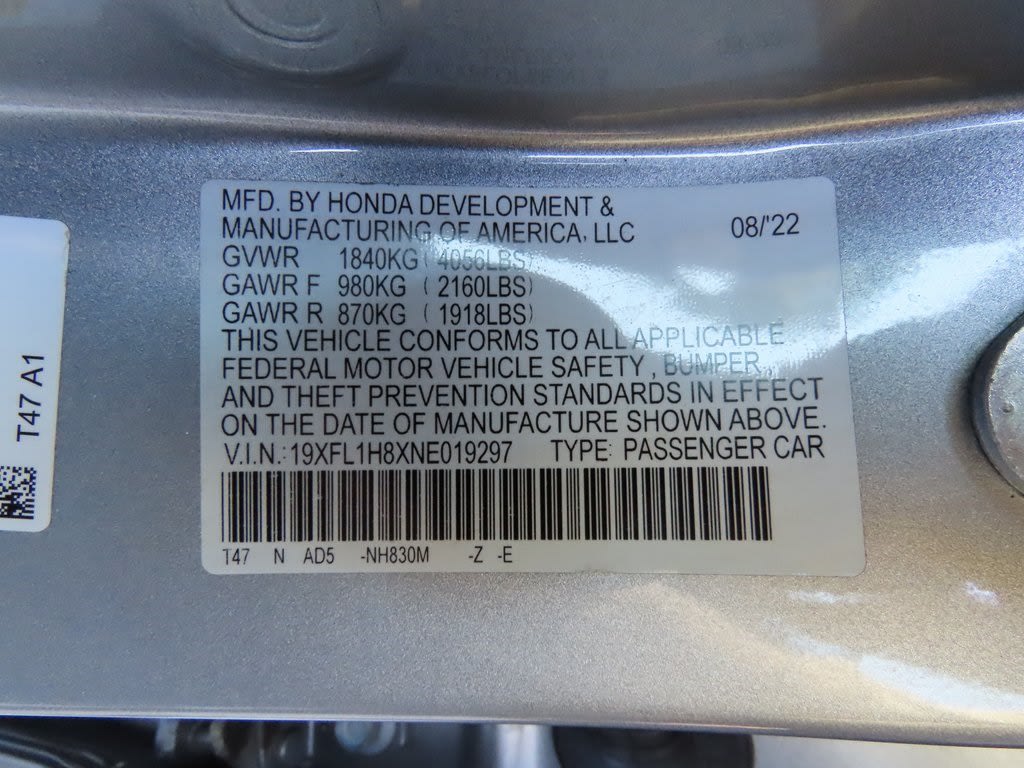 MFD. BY HONDA DEVELOPMENT &
MANUFACTURING OF AMERICA, LLC 08/'22
GVWR 1840KG ( 4056LBS)
GAWR F 980KG ( 2160LBS)
GAWR R 870KG ( 1918LBS)
THIS VEHICLE CONFORMS TO ALL APPLICABLE
FEDERAL MOTOR VEHICLE SAFETY , BUMPER,
AND THEFT PREVENTION STANDARDS IN EFFECT
ON THE DATE OF MANUFACTURE SHOWN ABOVE.
V.I.N.: 19XFL1H8XNE019297 TYPE: PASSENGER CAR
T47 N AD5 -NH830M -Z -E
T47 A1